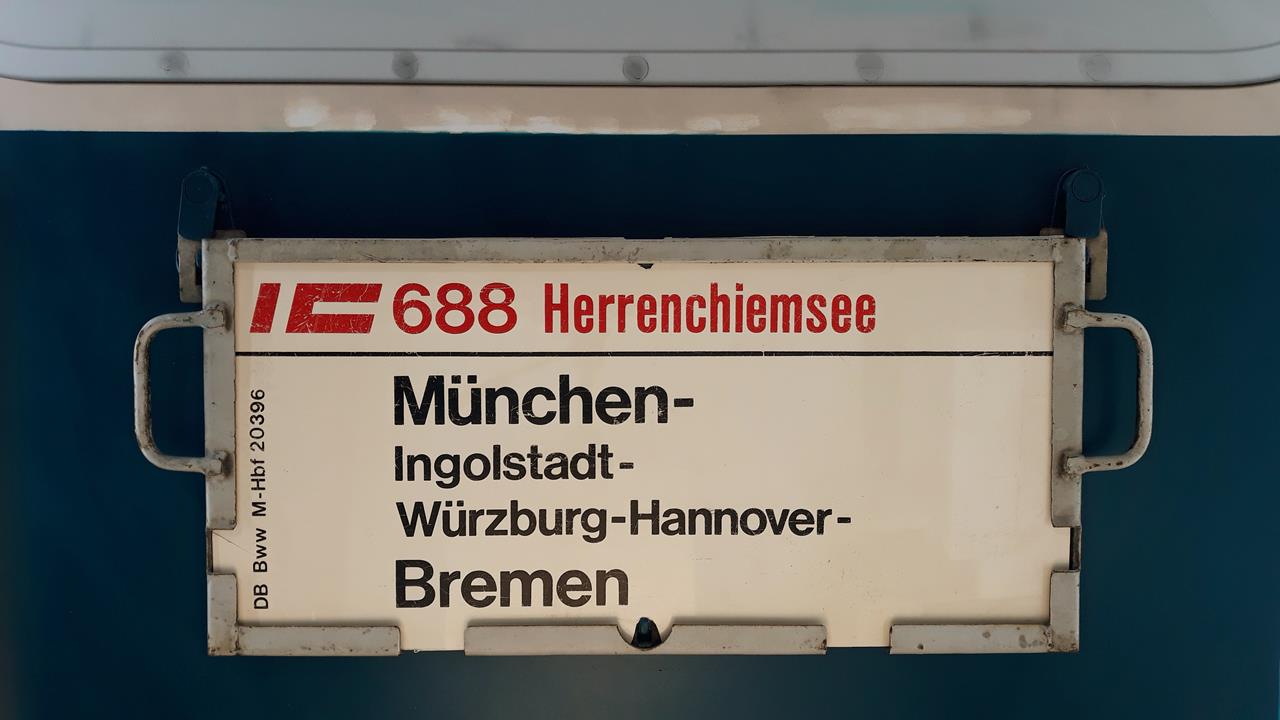 IC 688 Herrenchiemsee
München-
Ingolstadt-
Würzburg-Hannover-
Bremen
DB Bww M-Hbf 20396